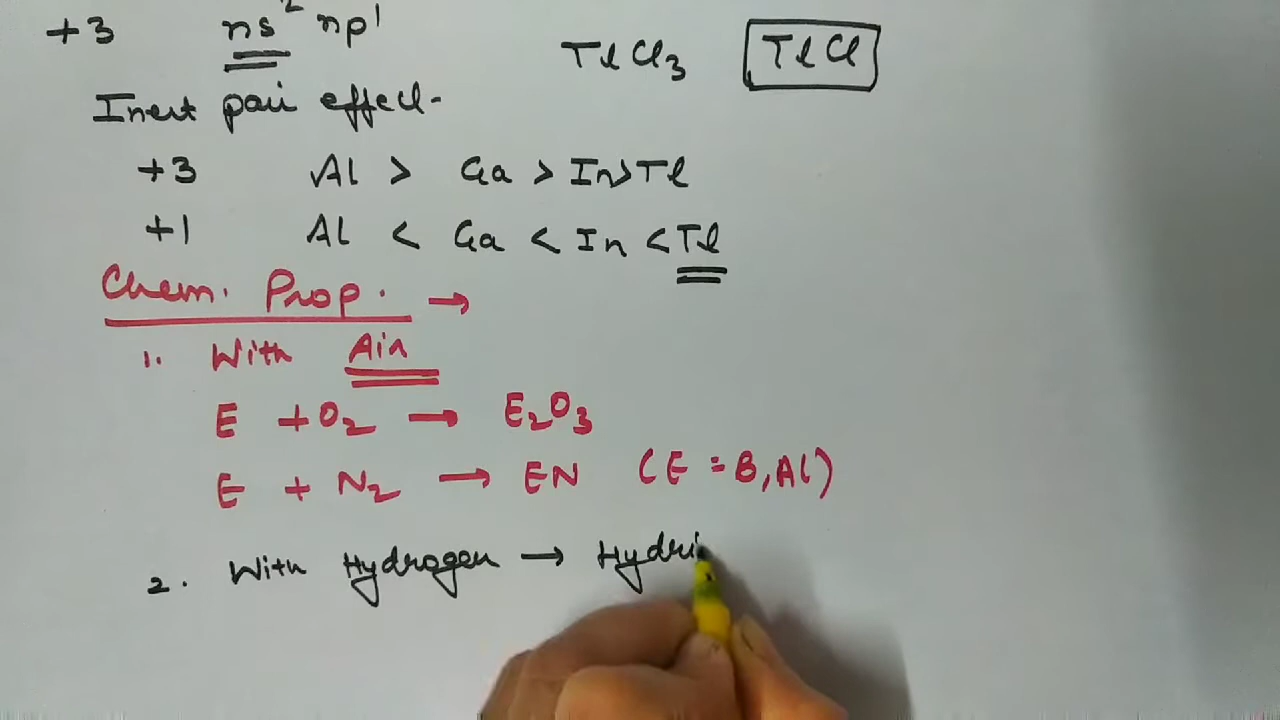 +3 ns² np¹
TlCl₃ TlCl
Inert pair effect-
+3 Al > Ga > In > Tl
+1 Al < Ga < In < Tl
Chem. Prop. →
1. With Air
E + O₂ → E₂O₃
E + N₂ → EN (E = B, Al)
2. With Hydrogen → Hydri